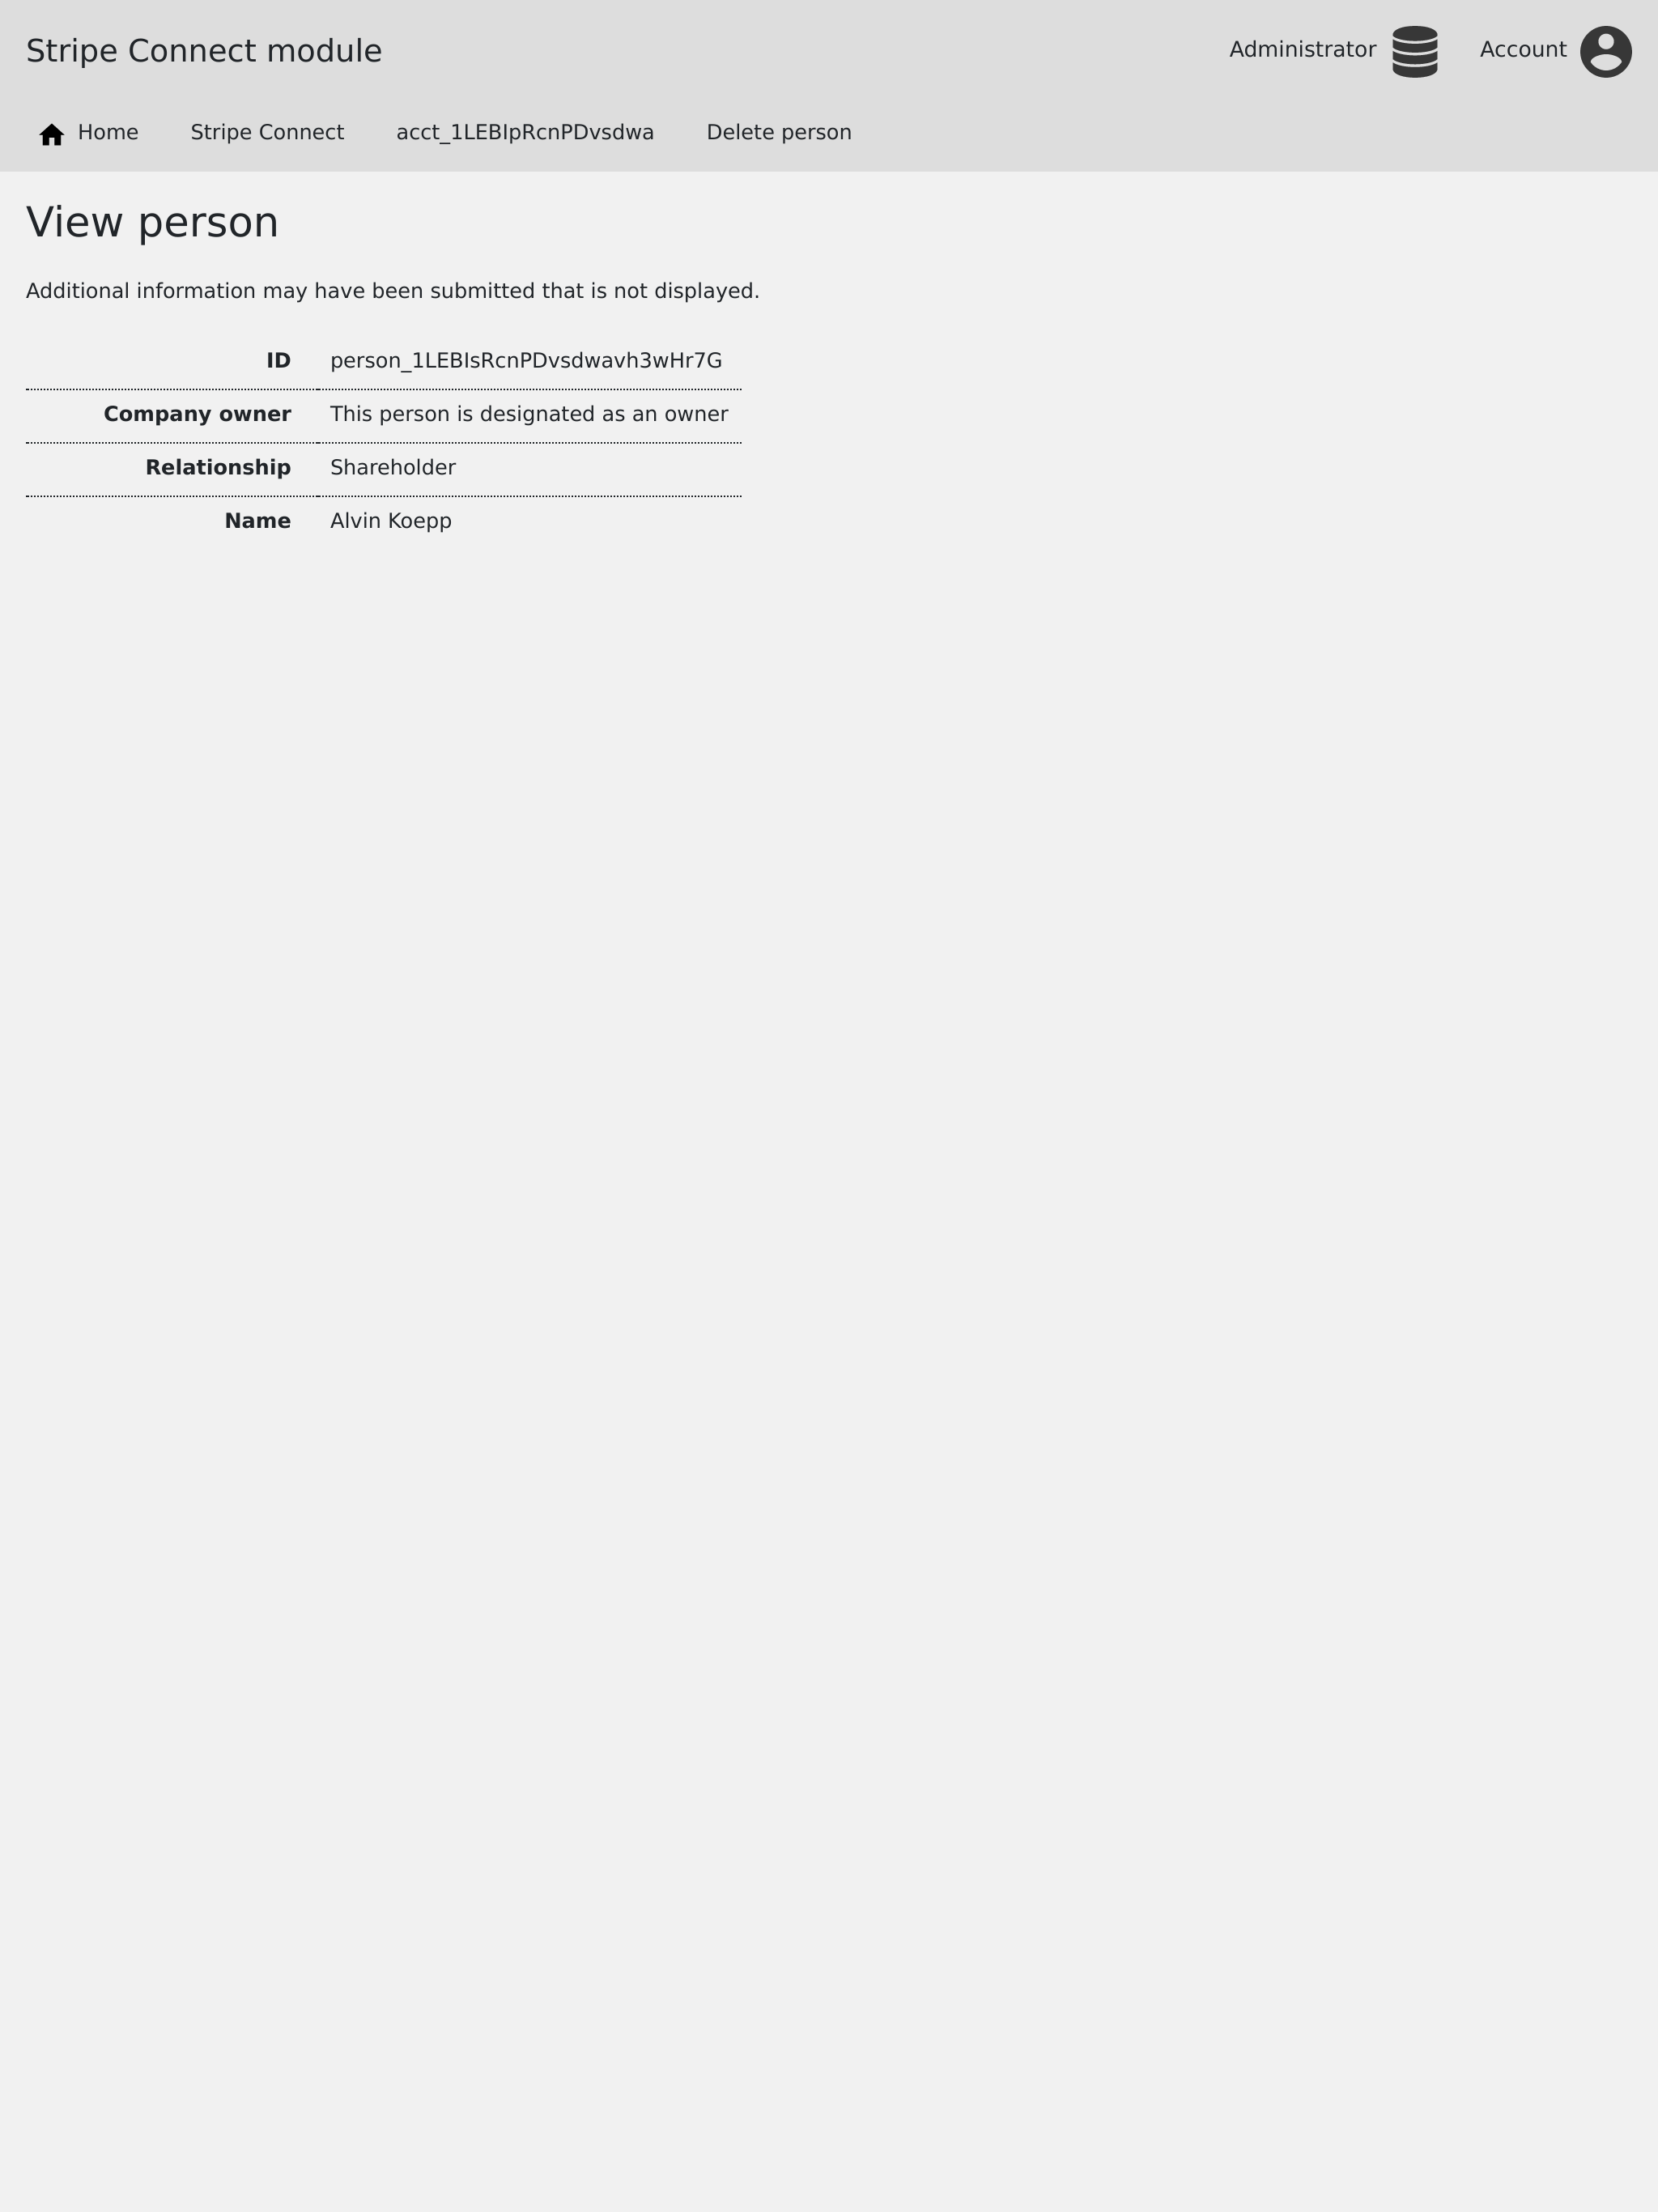 Stripe Connect module
Administrator
Account
Home
Stripe Connect
acct_1LEBIpRcnPDvsdwa
Delete person
View person
Additional information may have been submitted that is not displayed.
ID person_1LEBIsRcnPDvsdwavh3wHr7G
Company owner This person is designated as an owner
Relationship Shareholder
Name Alvin Koepp